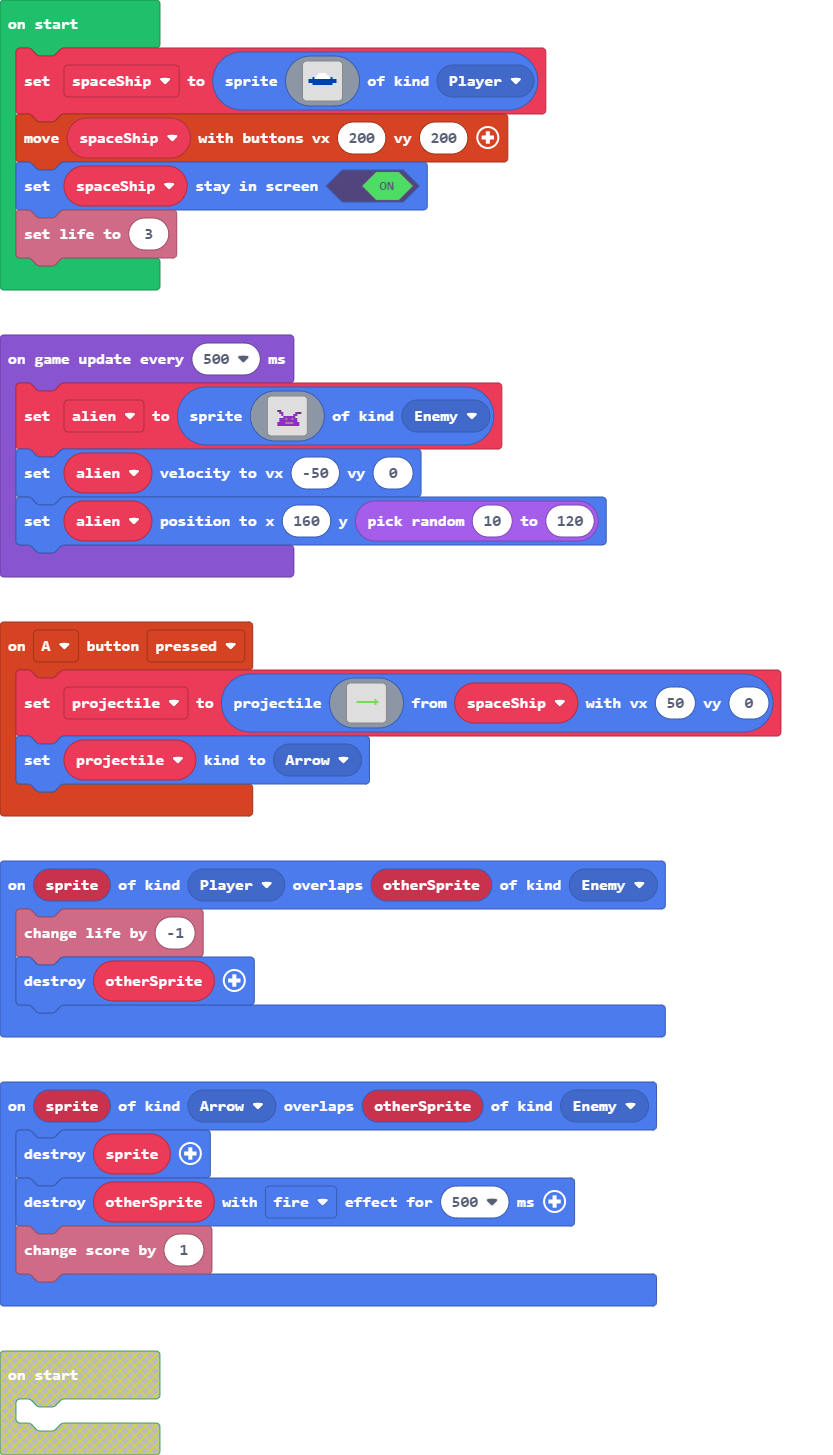 on start
set spaceShip to sprite of kind Player
move spaceShip with buttons vx 200 vy 200
set spaceShip stay in screen ON
set life to 3
on game update every 500 ms
set alien to sprite of kind Enemy
set alien velocity to vx -50 vy 0
set alien position to x 160 y pick random 10 to 120
on A button pressed
set projectile to projectile from spaceShip with vx 50 vy 0
set projectile kind to Arrow
on sprite of kind Player overlaps otherSprite of kind Enemy
change life by -1
destroy otherSprite
on sprite of kind Arrow overlaps otherSprite of kind Enemy
destroy sprite
destroy otherSprite with fire effect for 500 ms
change score by 1
on start